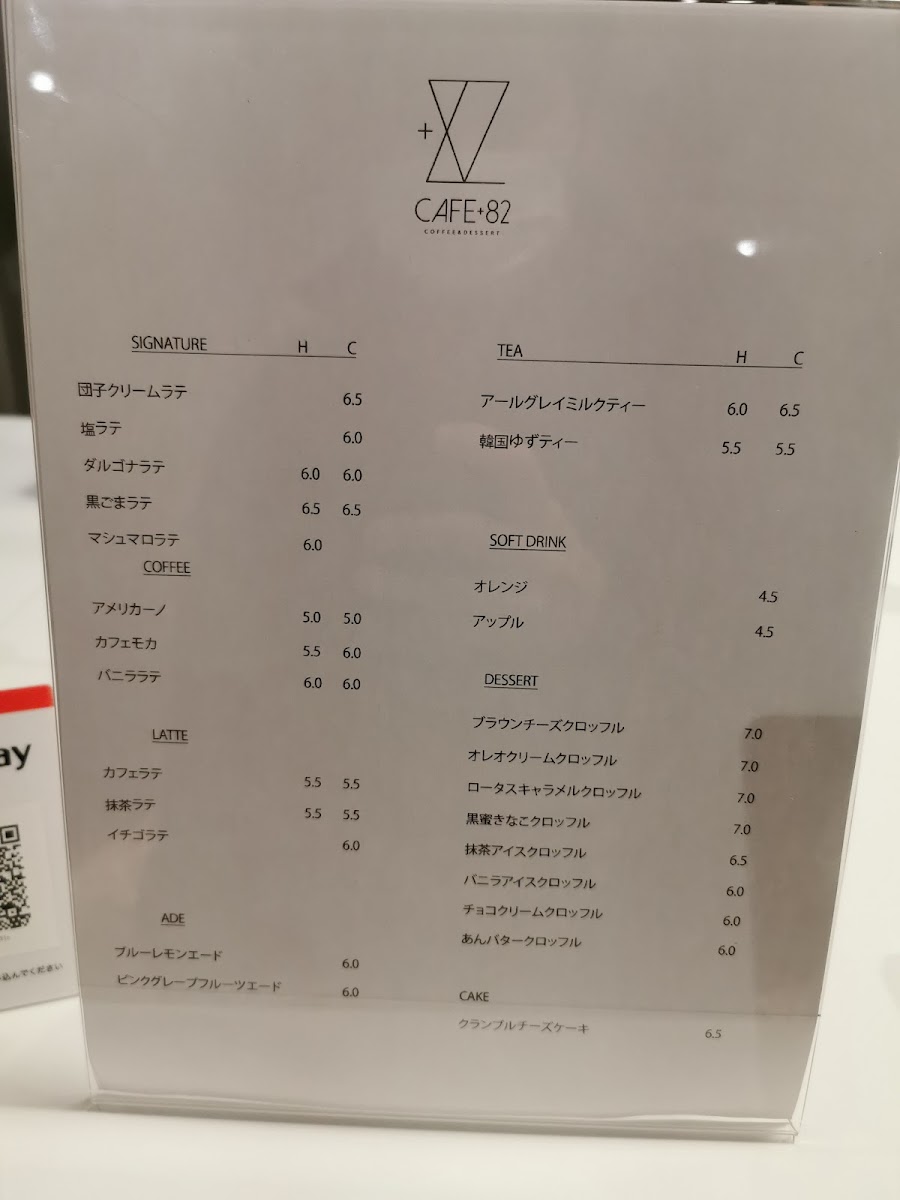 +
CAFE+82
COFFEE&DESSERT
SIGNATURE H C
団子クリームラテ 6.5
塩ラテ 6.0
ダルゴナラテ 6.0 6.0
黒ごまラテ 6.5 6.5
マシュマロラテ 6.0
COFFEE
アメリカーノ 5.0 5.0
カフェモカ 5.5 6.0
バニララテ 6.0 6.0
LATTE
カフェラテ 5.5 5.5
抹茶ラテ 5.5 5.5
イチゴラテ 6.0
ADE
ブルーレモンエード 6.0
ピンクグレープフルーツエード 6.0
TEA H C
アールグレイミルクティー 6.0 6.5
韓国ゆずティー 5.5 5.5
SOFT DRINK
オレンジ 4.5
アップル 4.5
DESSERT
ブラウンチーズクロッフル 7.0
オレオクリームクロッフル 7.0
ロータスキャラメルクロッフル 7.0
黒蜜きなこクロッフル 7.0
抹茶アイスクロッフル 6.5
バニラアイスクロッフル 6.0
チョコクリームクロッフル 6.0
あんバタークロッフル 6.0
CAKE
クランブルチーズケーキ 6.5
ay
込んでください